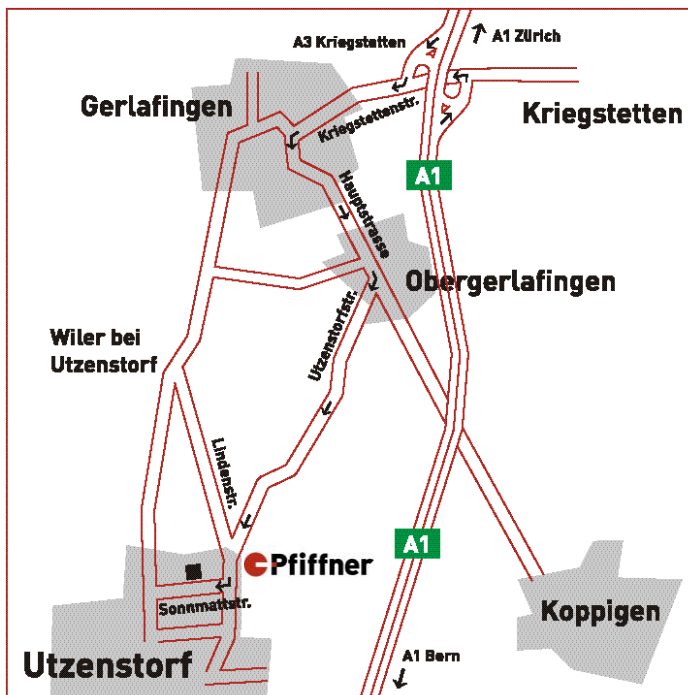 A3 Kriegstetten
A1 Zürich
Gerlafingen
Kriegstettenstr.
Kriegstetten
A1
Hauptstrasse
Obergerlafingen
Utzenstorfstr.
Wiler bei
Utzenstorf
Lindenstr.
A1
Pfiffner
Sonnmattstr.
Koppigen
Utzenstorf
A1 Bern